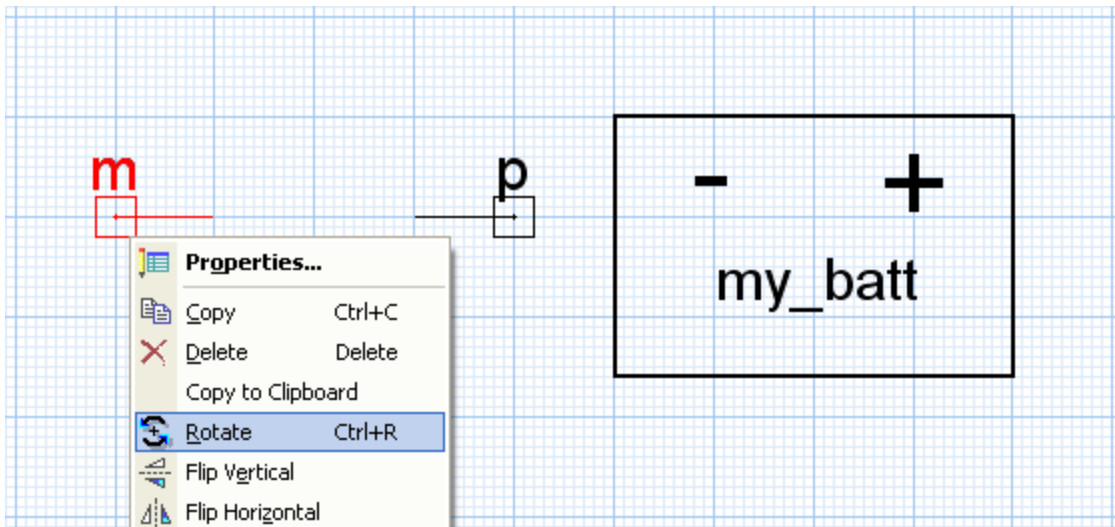 m
p
- +
my_batt
Properties...
Copy Ctrl+C
Delete Delete
Copy to Clipboard
Rotate Ctrl+R
Flip Vertical
Flip Horizontal